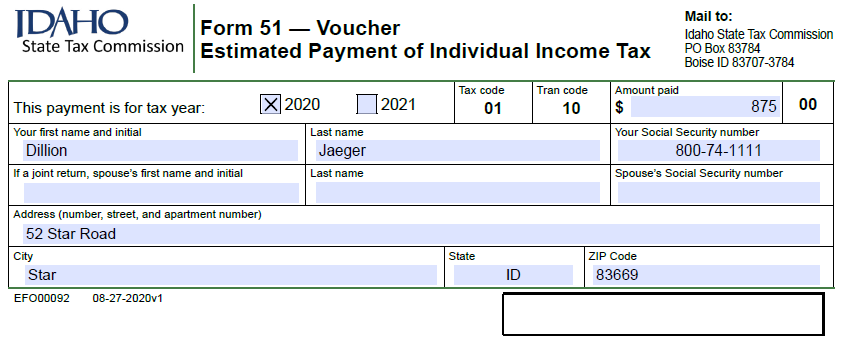 IDAHO
State Tax Commission
Form 51 — Voucher
Estimated Payment of Individual Income Tax
Mail to:
Idaho State Tax Commission
PO Box 83784
Boise ID 83707-3784
This payment is for tax year: X 2020 2021
Tax code
01
Tran code
10
Amount paid
$ 875 00
Your first name and initial
Dillion
Last name
Jaeger
Your Social Security number
800-74-1111
If a joint return, spouse's first name and initial
Last name
Spouse's Social Security number
Address (number, street, and apartment number)
52 Star Road
City
Star
State
ID
ZIP Code
83669
EFO00092 08-27-2020v1